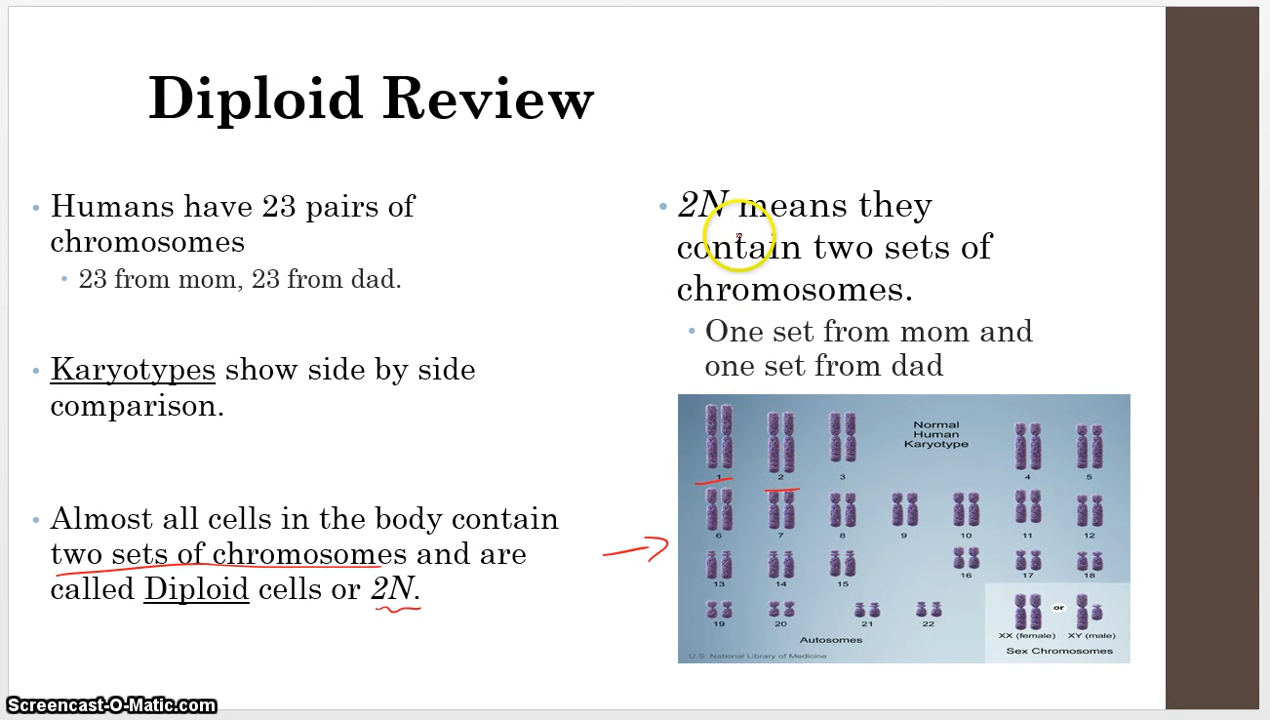 Diploid Review
Humans have 23 pairs of
chromosomes
23 from mom, 23 from dad.
Karyotypes show side by side
comparison.
Almost all cells in the body contain
two sets of chromosomes and are
called Diploid cells or 2N.
2N means they
contain two sets of
chromosomes.
One set from mom and
one set from dad
Normal
Human
Karyotype
1 2 3 4 5
6 7 8 9 10 11 12
13 14 15 16 17 18
19 20 21 22
or
XX (female) XY (male)
Autosomes
Sex Chromosomes
U.S. National Library of Medicine
Screencast-O-Matic.com